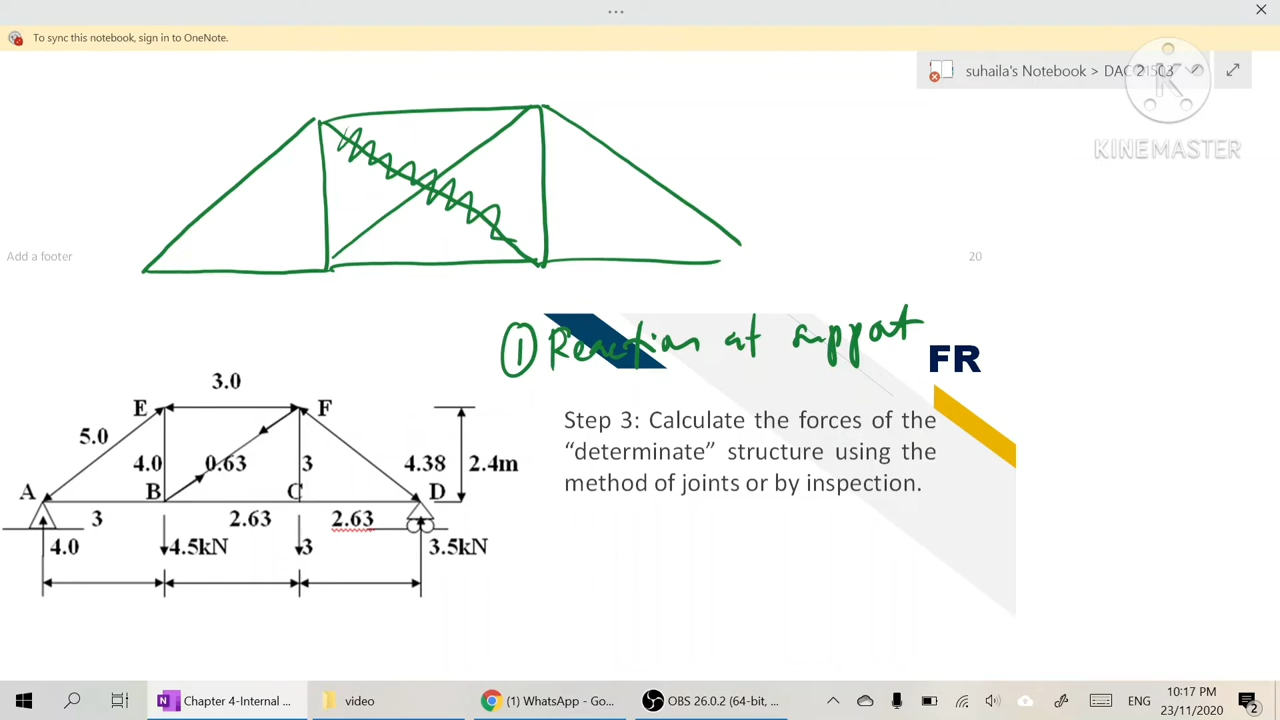 To sync this notebook, sign in to OneNote.
suhaila's Notebook >
K
KINEMASTER
Add a footer
20
① Reaction at support
FR
3.0
E
F
5.0
4.0
0.63
3
4.38
2.4m
A
B
C
D
3
2.63
2.63
4.0
4.5kN
3
3.5kN
Step 3: Calculate the forces of the
“determinate” structure using the
method of joints or by inspection.
Chapter 4-Internal ...
video
(1) WhatsApp - Go...
OBS 26.0.2 (64-bit, ...
ENG
10:17 PM
23/11/2020
2